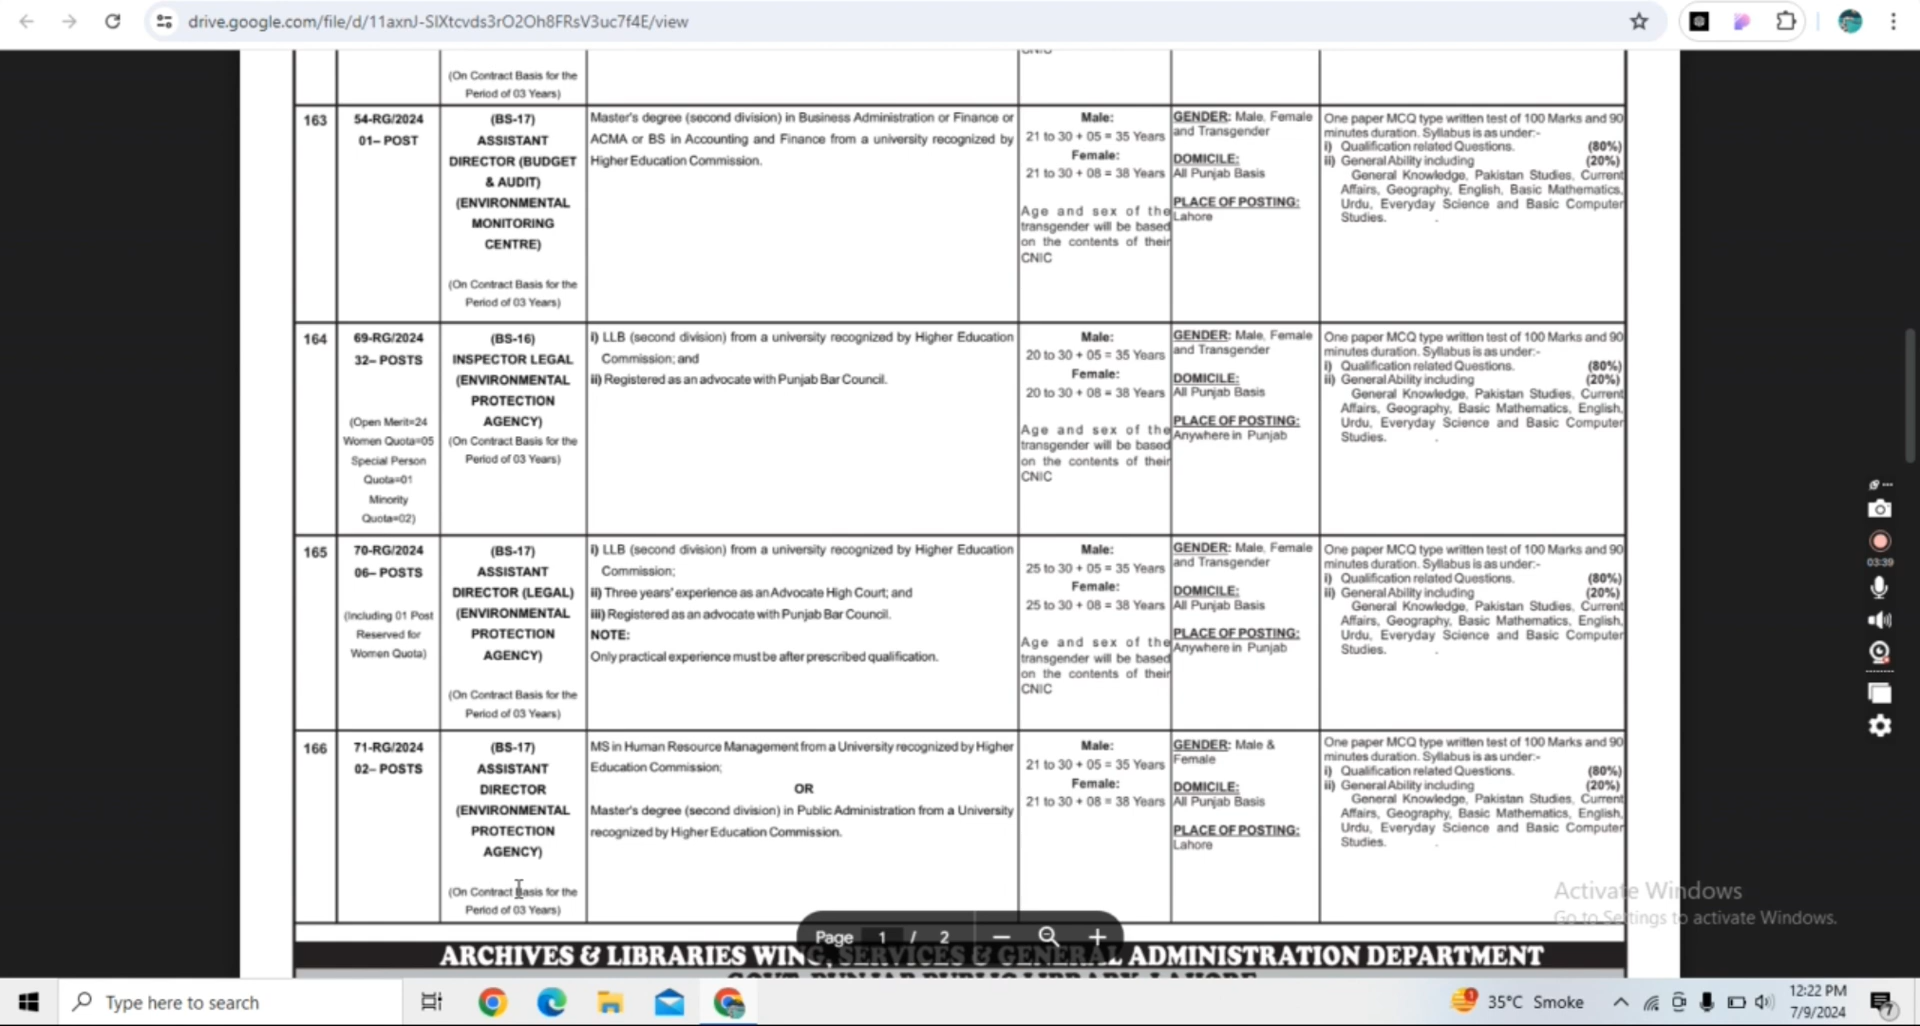 drive.google.com/file/d/11axnJ-SlXtcvds3rO2Oh8FRsV3uc7f4E/view
(On Contract Basis for the
Period of 03 Years)
CNIC
163
54-RG/2024
01– POST
(BS-17)
ASSISTANT
DIRECTOR (BUDGET
& AUDIT)
(ENVIRONMENTAL
MONITORING
CENTRE)
(On Contract Basis for the
Period of 03 Years)
Master's degree (second division) in Business Administration or Finance or
ACMA or BS in Accounting and Finance from a university recognized by
Higher Education Commission.
Male:
21 to 30 + 05 = 35 Years
Female:
21 to 30 + 08 = 38 Years
Age and sex of the
transgender will be based
on the contents of their
CNIC
GENDER: Male, Female
and Transgender
DOMICILE:
All Punjab Basis
PLACE OF POSTING:
Lahore
One paper MCQ type written test of 100 Marks and 90
minutes duration. Syllabus is as under:-
i) Qualification related Questions. (80%)
ii) General Ability including (20%)
General Knowledge, Pakistan Studies, Current
Affairs, Geography, English, Basic Mathematics,
Urdu, Everyday Science and Basic Computer
Studies.
164
69-RG/2024
32– POSTS
(Open Merit=24
Women Quota=05
Special Person
Quota=01
Minority
Quota=02)
(BS-16)
INSPECTOR LEGAL
(ENVIRONMENTAL
PROTECTION
AGENCY)
(On Contract Basis for the
Period of 03 Years)
i) LLB (second division) from a university recognized by Higher Education
Commission; and
ii) Registered as an advocate with Punjab Bar Council.
Male:
20 to 30 + 05 = 35 Years
Female:
20 to 30 + 08 = 38 Years
Age and sex of the
transgender will be based
on the contents of their
CNIC
GENDER: Male, Female
and Transgender
DOMICILE:
All Punjab Basis
PLACE OF POSTING:
Anywhere in Punjab
One paper MCQ type written test of 100 Marks and 90
minutes duration. Syllabus is as under:-
i) Qualification related Questions. (80%)
ii) General Ability including (20%)
General Knowledge, Pakistan Studies, Current
Affairs, Geography, Basic Mathematics, English,
Urdu, Everyday Science and Basic Computer
Studies.
165
70-RG/2024
06– POSTS
(Including 01 Post
Reserved for
Women Quota)
(BS-17)
ASSISTANT
DIRECTOR (LEGAL)
(ENVIRONMENTAL
PROTECTION
AGENCY)
(On Contract Basis for the
Period of 03 Years)
i) LLB (second division) from a university recognized by Higher Education
Commission;
ii) Three years' experience as an Advocate High Court; and
iii) Registered as an advocate with Punjab Bar Council.
NOTE:
Only practical experience must be after prescribed qualification.
Male:
25 to 30 + 05 = 35 Years
Female:
25 to 30 + 08 = 38 Years
Age and sex of the
transgender will be based
on the contents of their
CNIC
GENDER: Male, Female
and Transgender
DOMICILE:
All Punjab Basis
PLACE OF POSTING:
Anywhere in Punjab
One paper MCQ type written test of 100 Marks and 90
minutes duration. Syllabus is as under:-
i) Qualification related Questions. (80%)
ii) General Ability including (20%)
General Knowledge, Pakistan Studies, Current
Affairs, Geography, Basic Mathematics, English,
Urdu, Everyday Science and Basic Computer
Studies.
166
71-RG/2024
02– POSTS
(BS-17)
ASSISTANT
DIRECTOR
(ENVIRONMENTAL
PROTECTION
AGENCY)
(On Contract Basis for the
Period of 03 Years)
MS in Human Resource Management from a University recognized by Higher
Education Commission;
OR
Master's degree (second division) in Public Administration from a University
recognized by Higher Education Commission.
Male:
21 to 30 + 05 = 35 Years
Female:
21 to 30 + 08 = 38 Years
GENDER: Male &
Female
DOMICILE:
All Punjab Basis
PLACE OF POSTING:
Lahore
One paper MCQ type written test of 100 Marks and 90
minutes duration. Syllabus is as under:-
i) Qualification related Questions. (80%)
ii) General Ability including (20%)
General Knowledge, Pakistan Studies, Current
Affairs, Geography, Basic Mathematics, English,
Urdu, Everyday Science and Basic Computer
Studies.
03:39
Activate Windows
Go to Settings to activate Windows.
Page 1 / 2
ARCHIVES & LIBRARIES WING, SERVICES & GENERAL ADMINISTRATION DEPARTMENT
GOVT. PUNJAB PUBLIC LIBRARY, LAHORE
Type here to search
35°C Smoke
12:22 PM
7/9/2024
7